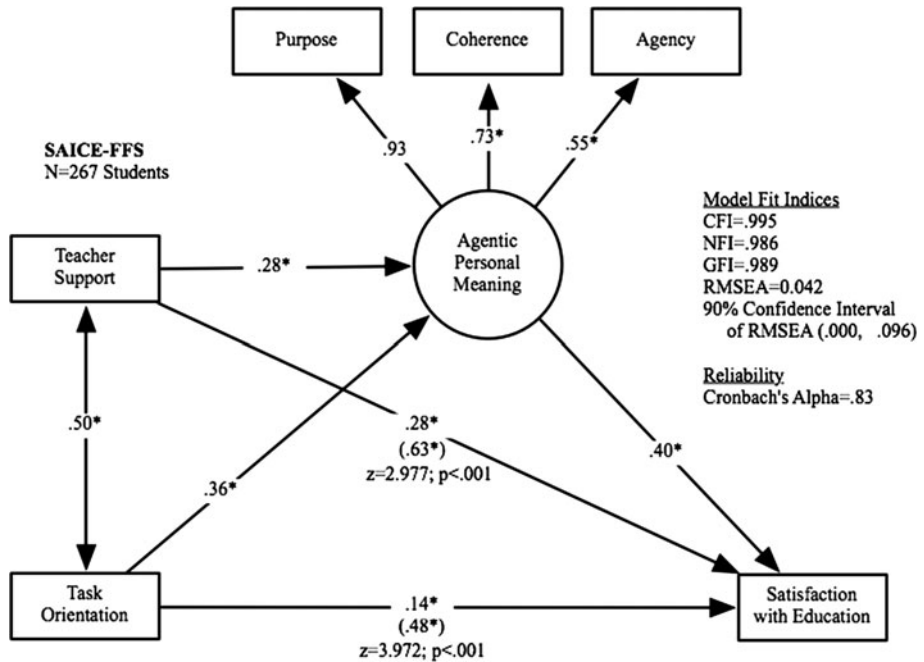 Purpose
Coherence
Agency
.93
.73*
.55*
SAICE-FFS
N=267 Students
Teacher
Support
.28*
Agentic
Personal
Meaning
Model Fit Indices
CFI=.995
NFI=.986
GFI=.989
RMSEA=0.042
90% Confidence Interval
of RMSEA (.000, .096)
Reliability
Cronbach's Alpha=.83
.50*
.36*
.28*
(.63*)
z=2.977; p<.001
.40*
Task
Orientation
.14*
(.48*)
z=3.972; p<.001
Satisfaction
with Education